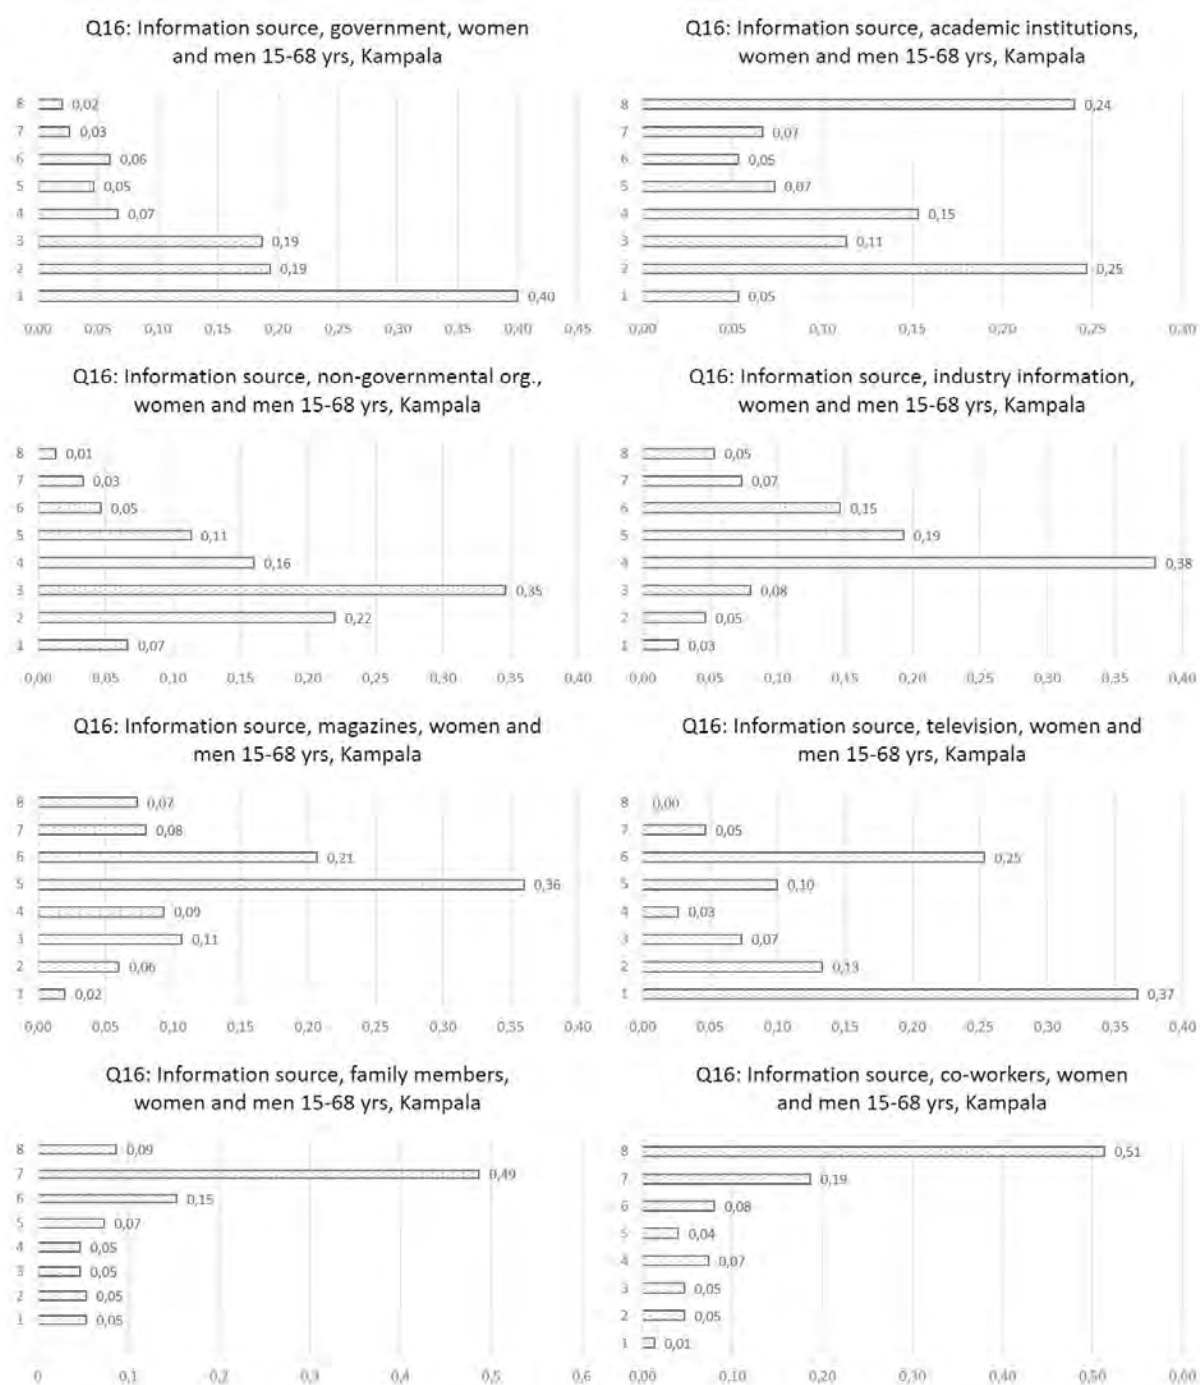 Q16: Information source, government, women
and men 15-68 yrs, Kampala
8 0,02
7 0,03
6 0,06
5 0,05
4 0,07
3 0,19
2 0,19
1 0,40
0,00 0,05 0,10 0,15 0,20 0,25 0,30 0,35 0,40 0,45
Q16: Information source, academic institutions,
women and men 15-68 yrs, Kampala
8 0,24
7 0,07
6 0,05
5 0,07
4 0,15
3 0,11
2 0,25
1 0,05
0,00 0,05 0,10 0,15 0,20 0,25 0,30
Q16: Information source, non-governmental org.,
women and men 15-68 yrs, Kampala
8 0,01
7 0,03
6 0,05
5 0,11
4 0,16
3 0,35
2 0,22
1 0,07
0,00 0,05 0,10 0,15 0,20 0,25 0,30 0,35 0,40
Q16: Information source, industry information,
women and men 15-68 yrs, Kampala
8 0,05
7 0,07
6 0,15
5 0,19
4 0,38
3 0,08
2 0,05
1 0,03
0,00 0,05 0,10 0,15 0,20 0,25 0,30 0,35 0,40
Q16: Information source, magazines, women and
men 15-68 yrs, Kampala
8 0,07
7 0,08
6 0,21
5 0,36
4 0,09
3 0,11
2 0,06
1 0,02
0,00 0,05 0,10 0,15 0,20 0,25 0,30 0,35 0,40
Q16: Information source, television, women and
men 15-68 yrs, Kampala
8 0,00
7 0,05
6 0,25
5 0,10
4 0,03
3 0,07
2 0,13
1 0,37
0,00 0,05 0,10 0,15 0,20 0,25 0,30 0,35 0,40
Q16: Information source, family members,
women and men 15-68 yrs, Kampala
8 0,09
7 0,49
6 0,15
5 0,07
4 0,05
3 0,05
2 0,05
1 0,05
0 0,1 0,2 0,3 0,4 0,5 0,6
Q16: Information source, co-workers, women
and men 15-68 yrs, Kampala
8 0,51
7 0,19
6 0,08
5 0,04
4 0,07
3 0,05
2 0,05
1 0,01
0,00 0,10 0,20 0,30 0,40 0,50 0,60